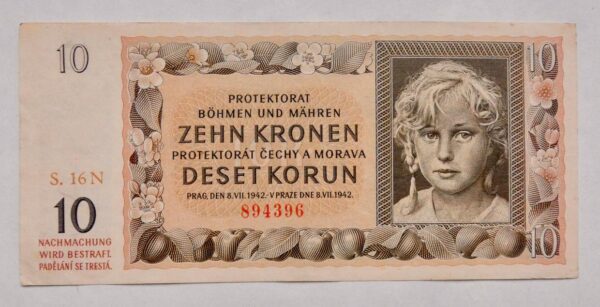 10
10
PROTEKTORAT
BÖHMEN UND MÄHREN
ZEHN KRONEN
PROTEKTORÁT ČECHY A MORAVA
DESET KORUN
PRAG, DEN 8.VII.1942.-V PRAZE DNE 8.VII.1942.
894396
S. 16 N
10
NACHMACHUNG
WIRD BESTRAFT.
PADĚLÁNÍ SE TRESTÁ.
10